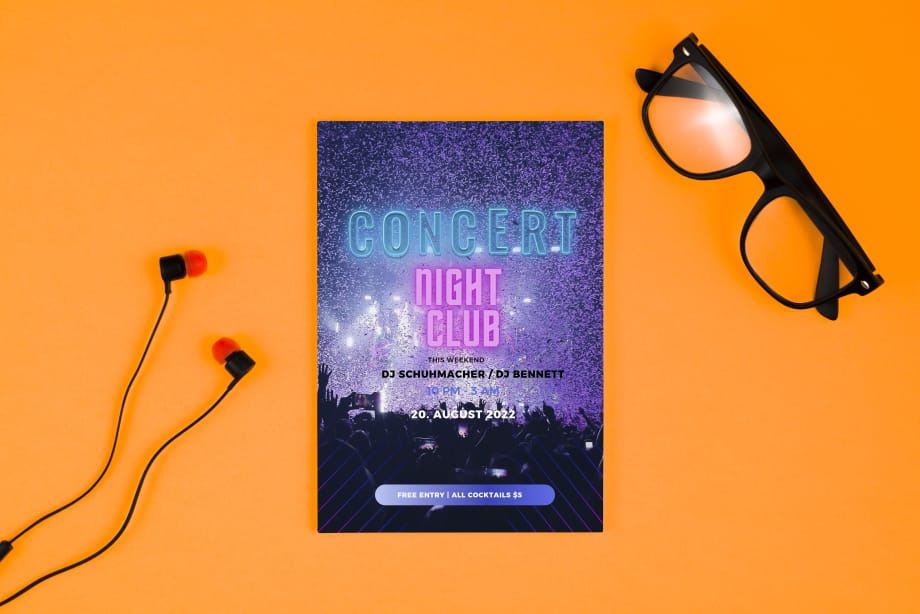 CONCERT
NIGHT
CLUB
THIS WEEKEND
DJ SCHUHMACHER / DJ BENNETT
10 PM - 5 AM
20. AUGUST 2022
FREE ENTRY | ALL COCKTAILS $5